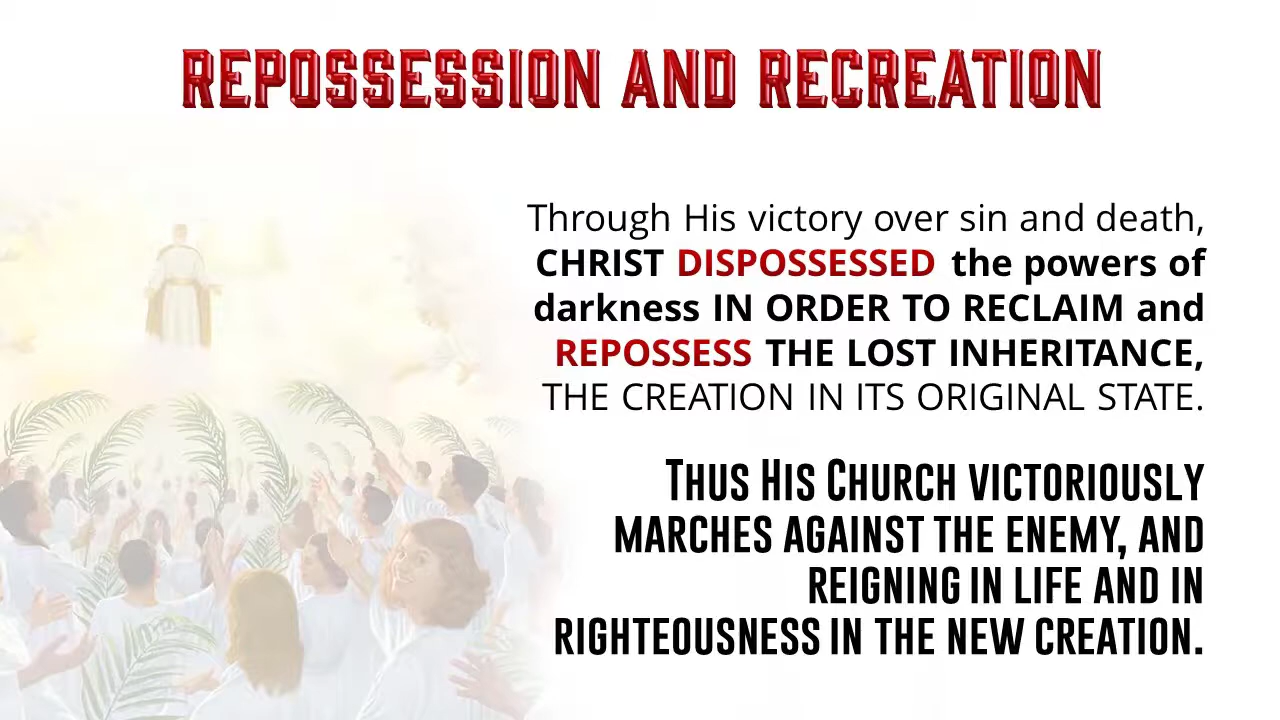 REPOSSESSION AND RECREATION
Through His victory over sin and death,
CHRIST DISPOSSESSED the powers of
darkness IN ORDER TO RECLAIM and
REPOSSESS THE LOST INHERITANCE,
THE CREATION IN ITS ORIGINAL STATE.
THUS HIS CHURCH VICTORIOUSLY
MARCHES AGAINST THE ENEMY, AND
REIGNING IN LIFE AND IN
RIGHTEOUSNESS IN THE NEW CREATION.